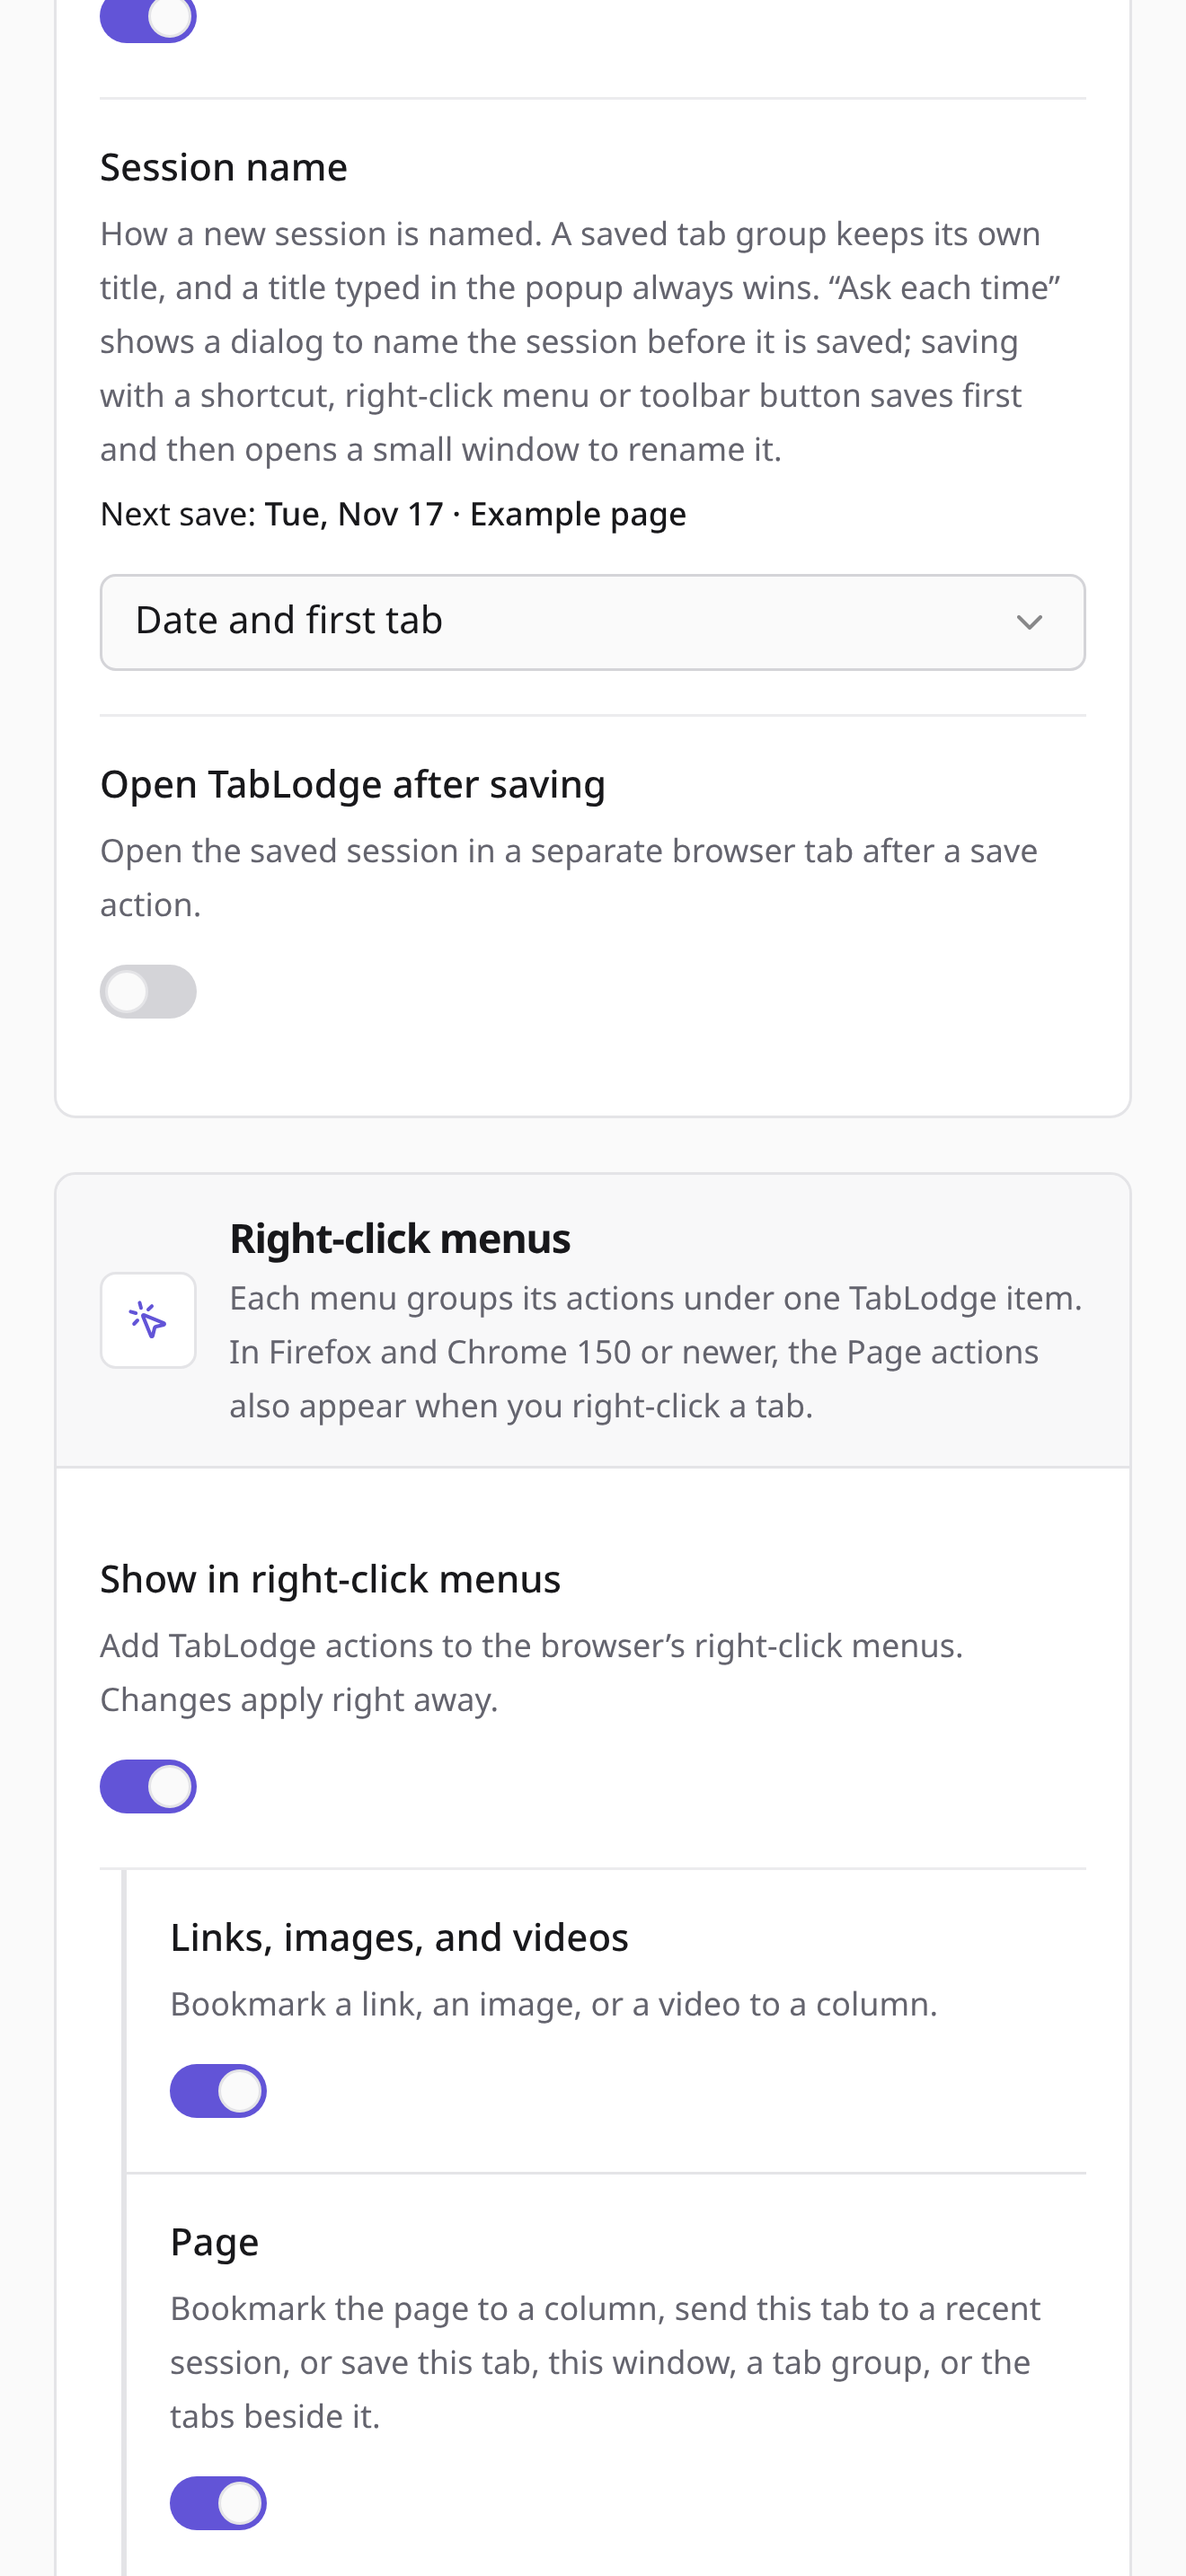 Session name
How a new session is named. A saved tab group keeps its own
title, and a title typed in the popup always wins. “Ask each time”
shows a dialog to name the session before it is saved; saving
with a shortcut, right-click menu or toolbar button saves first
and then opens a small window to rename it.
Next save: Tue, Nov 17 · Example page
Date and first tab
Open TabLodge after saving
Open the saved session in a separate browser tab after a save
action.
Right-click menus
Each menu groups its actions under one TabLodge item.
In Firefox and Chrome 150 or newer, the Page actions
also appear when you right-click a tab.
Show in right-click menus
Add TabLodge actions to the browser’s right-click menus.
Changes apply right away.
Links, images, and videos
Bookmark a link, an image, or a video to a column.
Page
Bookmark the page to a column, send this tab to a recent
session, or save this tab, this window, a tab group, or the
tabs beside it.